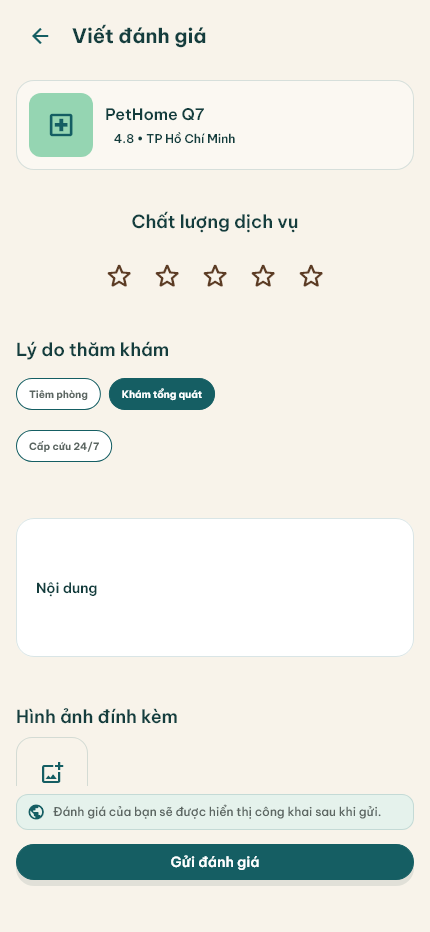 Viết đánh giá
PetHome Q7
4.8 • TP Hồ Chí Minh
Chất lượng dịch vụ
Lý do thăm khám
Tiêm phòng
Khám tổng quát
Cấp cứu 24/7
Nội dung
Hình ảnh đính kèm
Đánh giá của bạn sẽ được hiển thị công khai sau khi gửi.
Gửi đánh giá